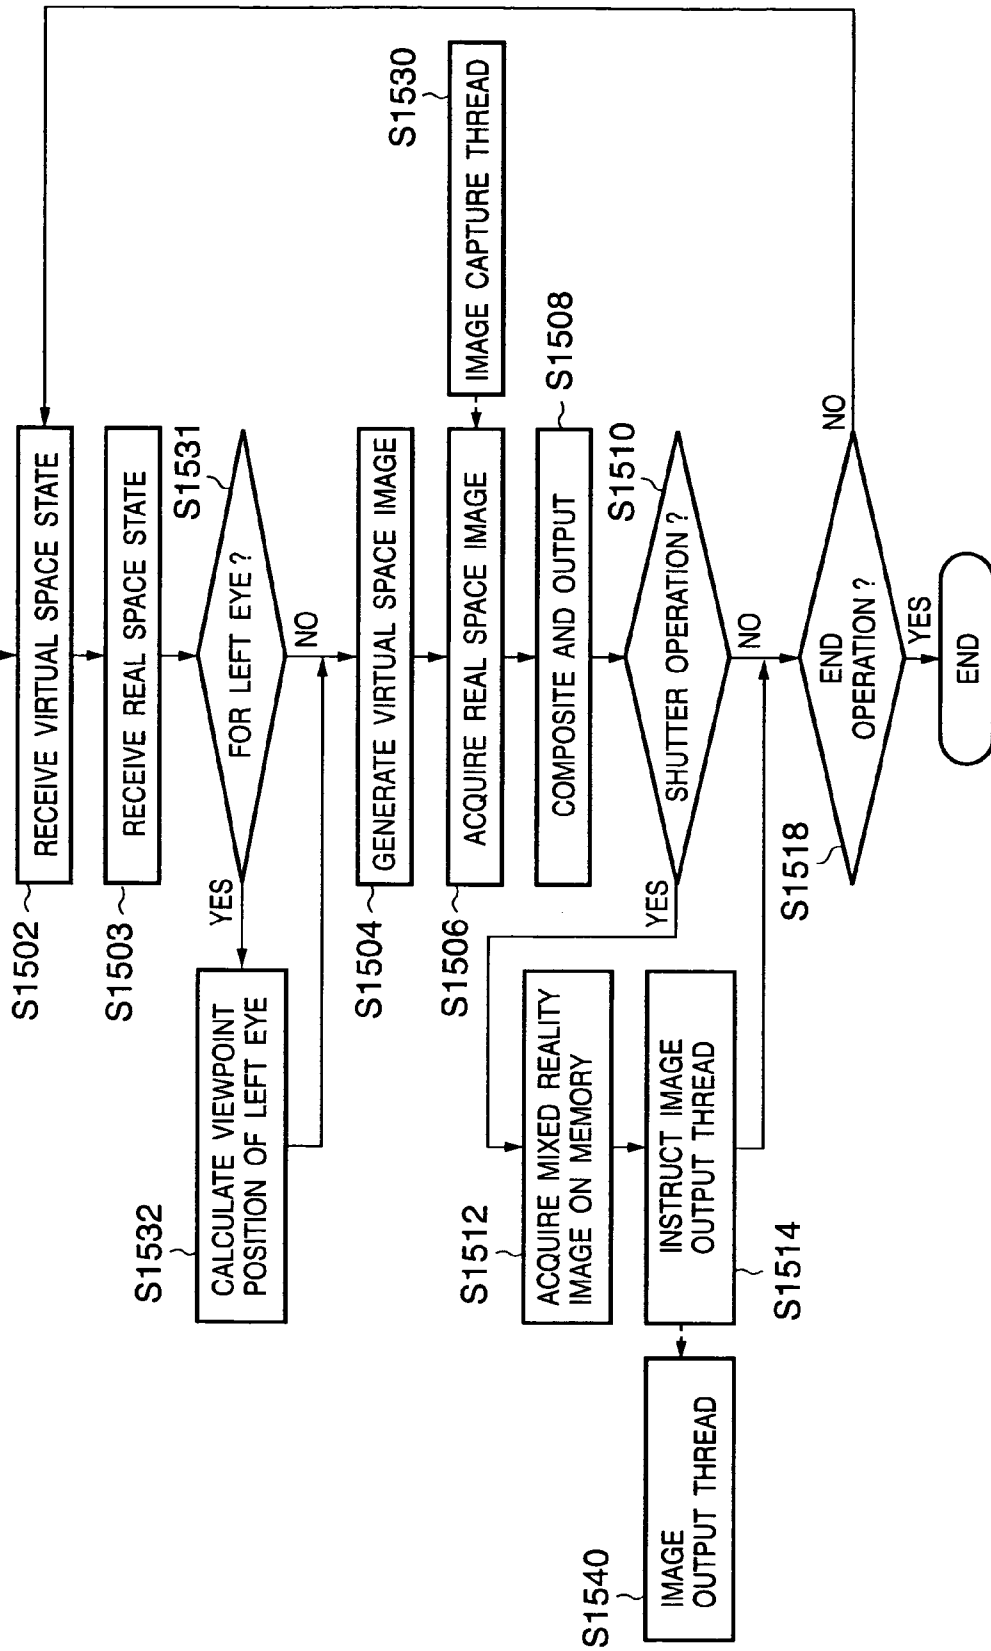 S1502
RECEIVE VIRTUAL SPACE STATE
S1503
RECEIVE REAL SPACE STATE
S1531
FOR LEFT EYE?
YES
NO
S1532
CALCULATE VIEWPOINT
POSITION OF LEFT EYE
S1504
GENERATE VIRTUAL SPACE IMAGE
S1530
IMAGE CAPTURE THREAD
S1506
ACQUIRE REAL SPACE IMAGE
S1508
COMPOSITE AND OUTPUT
S1510
SHUTTER OPERATION?
YES
NO
S1512
ACQUIRE MIXED REALITY
IMAGE ON MEMORY
S1514
INSTRUCT IMAGE
OUTPUT THREAD
S1540
IMAGE
OUTPUT THREAD
S1518
END
OPERATION?
NO
YES
END